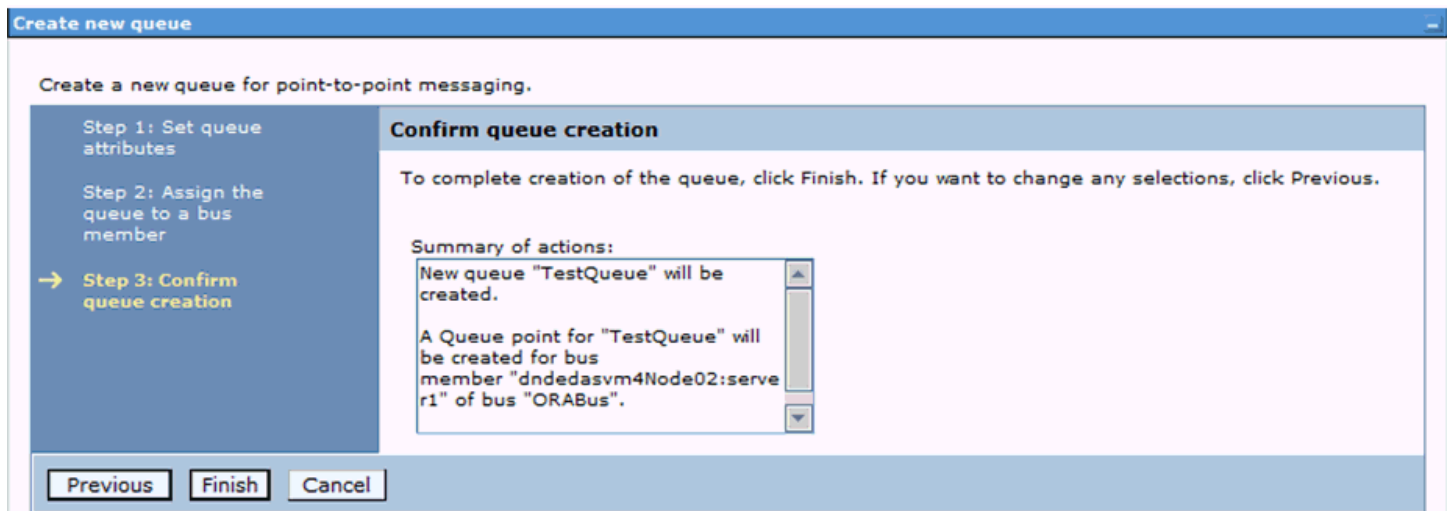 Create new queue
Create a new queue for point-to-point messaging.
Step 1: Set queue
attributes
Step 2: Assign the
queue to a bus
member
Step 3: Confirm
queue creation
Confirm queue creation
To complete creation of the queue, click Finish. If you want to change any selections, click Previous.
Summary of actions:
New queue "TestQueue" will be
created.
A Queue point for "TestQueue" will
be created for bus
member "dndedasvm4Node02:serve
r1" of bus "ORABus".
Previous
Finish
Cancel